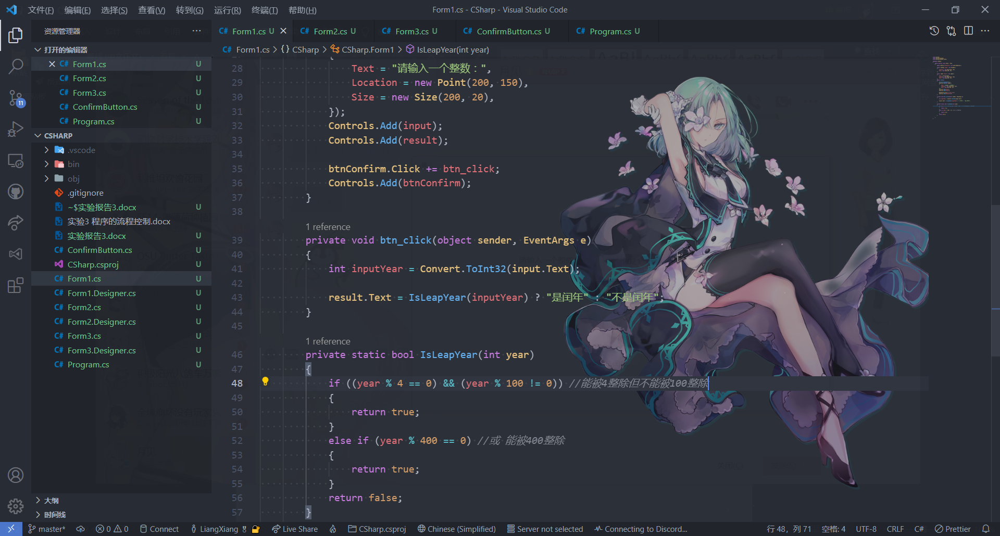 文件(F) 编辑(E) 选择(S) 查看(V) 转到(G) 运行(R) 终端(T) 帮助(H) Form1.cs - CSharp - Visual Studio Code
资源管理器 ···
C# Form1.cs U C# Form2.cs U C# Form3.cs U C# ConfirmButton.cs U C# Program.cs U
打开的编辑器
C# Form1.cs U
C# Form2.cs U
C# Form3.cs U
C# ConfirmButton.cs U
C# Program.cs U
11
CSHARP
.vscode
bin
obj
.gitignore
~$实验报告3.docx U
实验3 程序的流程控制.docx
实验报告3.docx U
C# ConfirmButton.cs U
CSharp.csproj U
C# Form1.cs U
C# Form1.Designer.cs U
C# Form2.cs U
C# Form2.Designer.cs U
C# Form3.cs U
C# Form3.Designer.cs U
C# Program.cs U
大纲
时间线
C# Form1.cs > {} CSharp > CSharp.Form1 > IsLeapYear(int year)
{
28 Text = "请输入一个整数：",
29 Location = new Point(200, 150),
30 Size = new Size(200, 20),
31 });
32 Controls.Add(input);
33 Controls.Add(result);
34
35 btnConfirm.Click += btn_click;
36 Controls.Add(btnConfirm);
37 }
38
1 reference
39 private void btn_click(object sender, EventArgs e)
40 {
41 int inputYear = Convert.ToInt32(input.Text);
42
43 result.Text = IsLeapYear(inputYear) ? "是闰年" : "不是闰年";
44 }
45
1 reference
46 private static bool IsLeapYear(int year)
47 {
48 if ((year % 4 == 0) && (year % 100 != 0)) //能被4整除但不能被100整除
49 {
50 return true;
51 }
52 else if (year % 400 == 0) //或 能被400整除
53 {
54 return true;
55 }
56 return false;
57 }
master* 0 0 Connect LiangXiang Live Share CSharp.csproj Chinese (Simplified) Server not selected Connecting to Discord... 行 48，列 71 空格: 4 UTF-8 CRLF C# Prettier